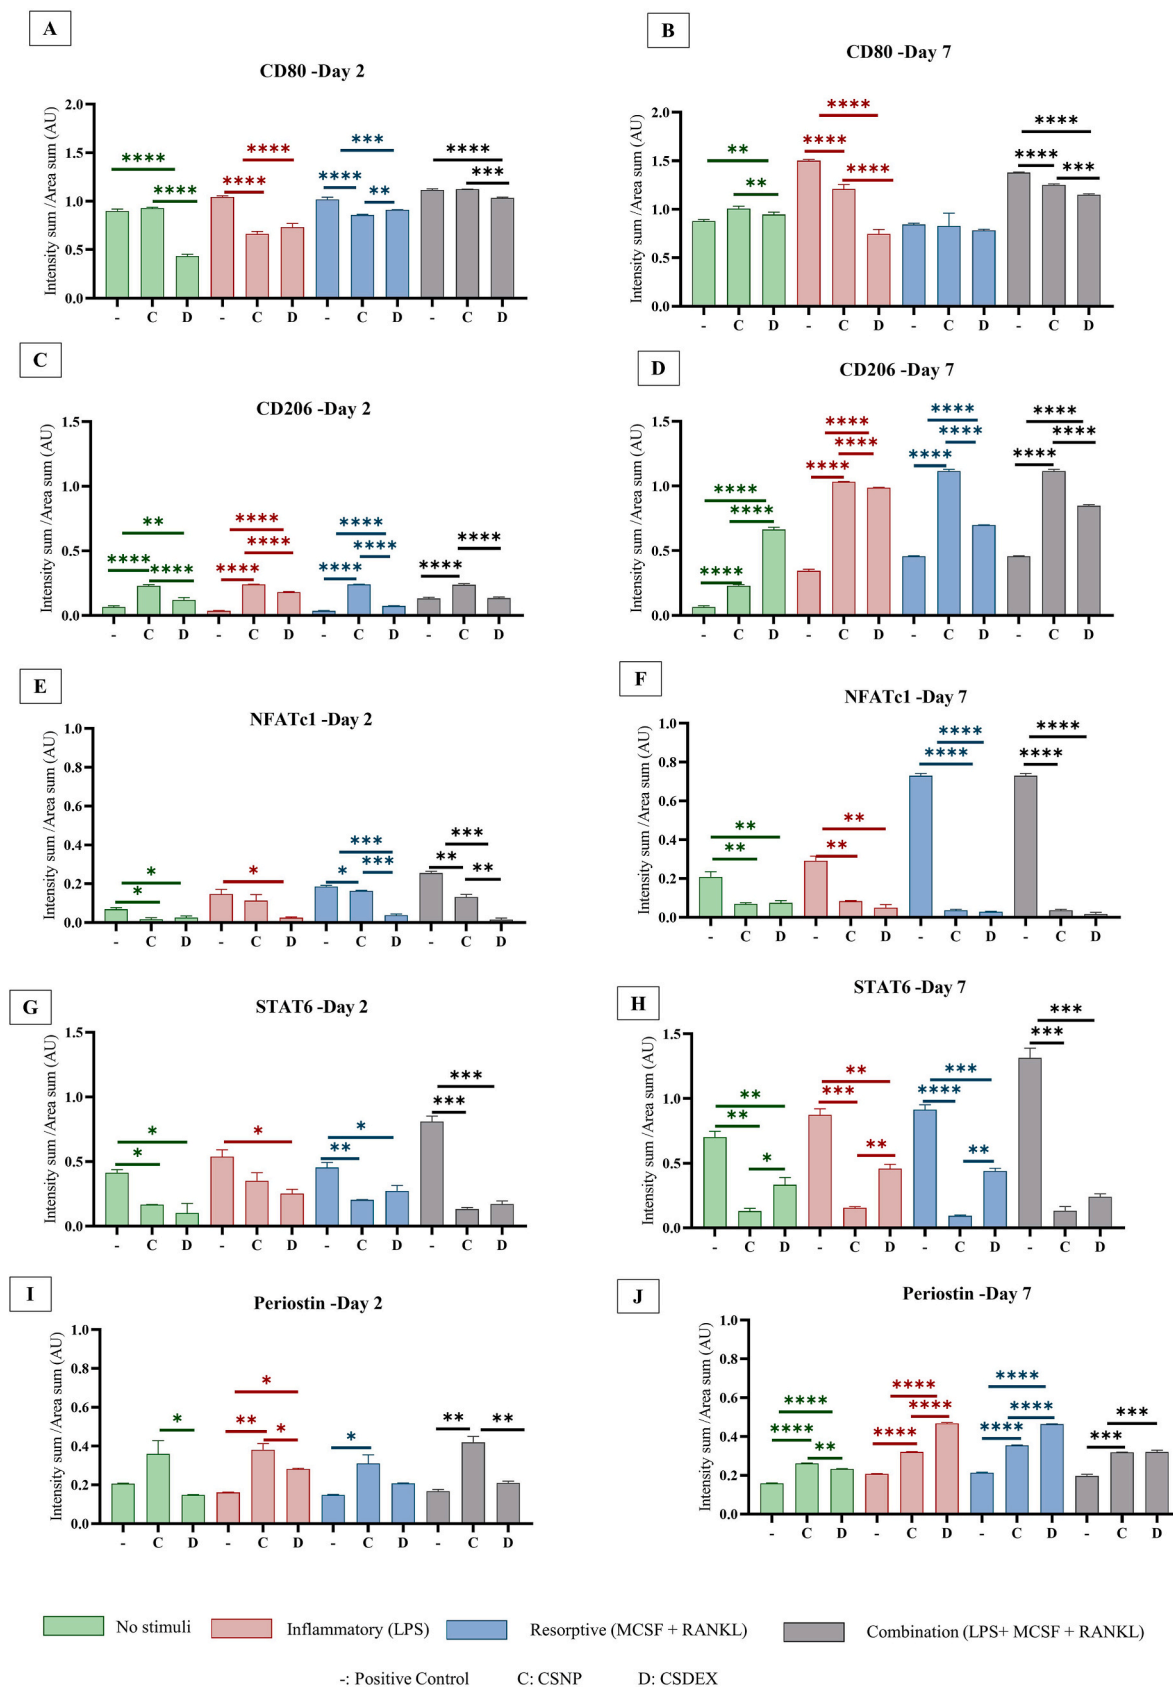 A
CD80 -Day 2
Intensity sum /Area sum (AU)
2.0
1.5
1.0
0.5
0.0
**** **** *** ****
**** **** **** ** ***
- C D - C D - C D - C D
B
CD80 -Day 7
Intensity sum /Area sum (AU)
2.0
1.5
1.0
0.5
0.0
** **** ****
** **** **** **** ***
- C D - C D - C D - C D
C
CD206 -Day 2
Intensity sum /Area sum (AU)
1.5
1.0
0.5
0.0
** **** ****
**** **** ****
**** **** **** **** ****
- C D - C D - C D - C D
D
CD206 -Day 7
Intensity sum /Area sum (AU)
1.5
1.0
0.5
0.0
**** **** **** ****
**** **** **** ****
**** **** **** ****
- C D - C D - C D - C D
E
NFATc1 -Day 2
Intensity sum /Area sum (AU)
1.0
0.8
0.6
0.4
0.2
0.0
* * *** ***
* * *** ** **
- C D - C D - C D - C D
F
NFATc1 -Day 7
Intensity sum /Area sum (AU)
1.0
0.8
0.6
0.4
0.2
0.0
** ** **** ****
** ** **** ****
- C D - C D - C D - C D
G
STAT6 -Day 2
Intensity sum /Area sum (AU)
1.5
1.0
0.5
0.0
* * * ***
* ** ***
- C D - C D - C D - C D
H
STAT6 -Day 7
Intensity sum /Area sum (AU)
1.5
1.0
0.5
0.0
** ** *** ***
** *** **** ***
* ** **
- C D - C D - C D - C D
I
Periostin -Day 2
Intensity sum /Area sum (AU)
1.0
0.8
0.6
0.4
0.2
0.0
*
* ** * * ** **
- C D - C D - C D - C D
J
Periostin -Day 7
Intensity sum /Area sum (AU)
1.0
0.8
0.6
0.4
0.2
0.0
**** **** **** ***
**** ****
**** ** **** **** ***
- C D - C D - C D - C D
No stimuli Inflammatory (LPS) Resorptive (MCSF + RANKL) Combination (LPS+ MCSF + RANKL)
-: Positive Control C: CSNP D: CSDEX